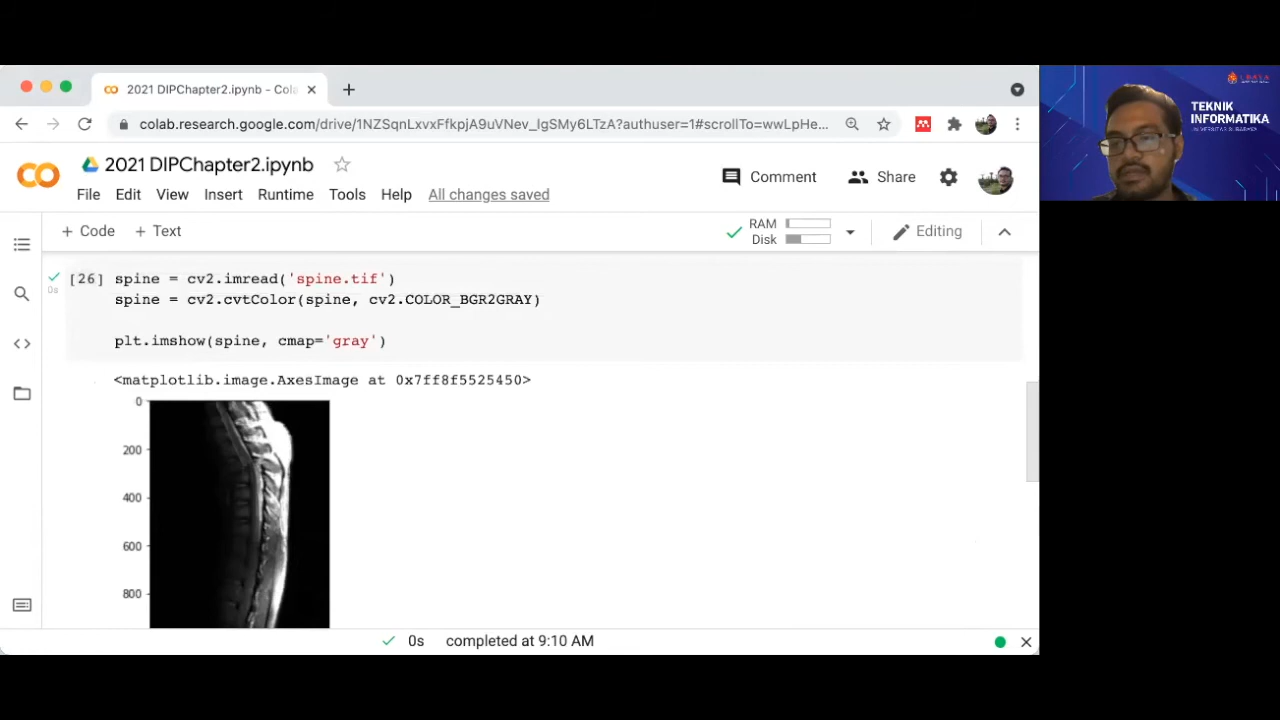 2021 DIPChapter2.ipynb - Cola
colab.research.google.com/drive/1NZSqnLxvxFfkpjA9uVNev_IgSMy6LTzA?authuser=1#scrollTo=wwLpHe...
2021 DIPChapter2.ipynb
File Edit View Insert Runtime Tools Help All changes saved
Comment Share
+ Code + Text
RAM
Disk
Editing
[26] spine = cv2.imread('spine.tif')
0s
spine = cv2.cvtColor(spine, cv2.COLOR_BGR2GRAY)
plt.imshow(spine, cmap='gray')
<matplotlib.image.AxesImage at 0x7ff8f5525450>
0
200
400
600
800
0s completed at 9:10 AM
TEKNIK
INFORMATIKA